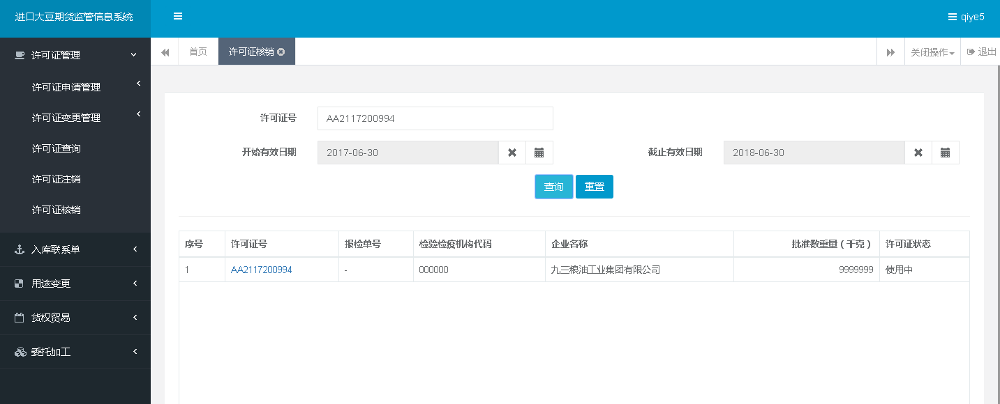 进口大豆期货监管信息系统
qiye5
许可证管理
首页
许可证核销
关闭操作
退出
许可证申请管理
许可证变更管理
许可证查询
许可证注销
许可证核销
入库联系单
用途变更
货权贸易
委托加工
许可证号 AA2117200994
开始有效日期 2017-06-30 截止有效日期 2018-06-30
查询 重置
序号 许可证号 报检单号 检验检疫机构代码 企业名称 批准数重量（千克） 许可证状态
1 AA2117200994 - 000000 九三粮油工业集团有限公司 9999999 使用中